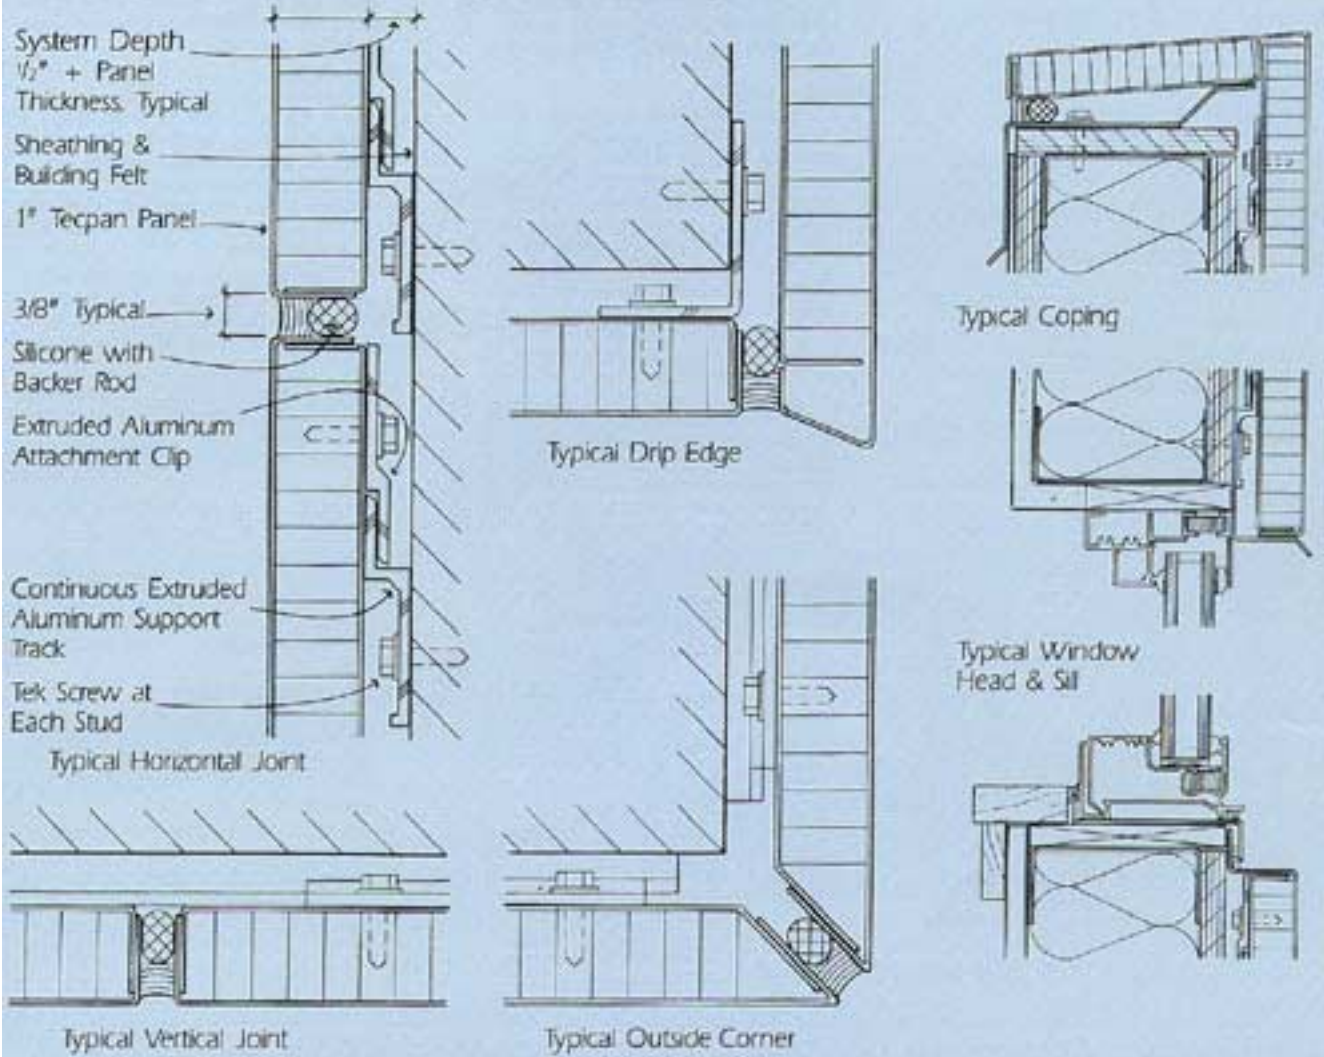 System Depth
1/2" + Panel
Thickness, Typical
Sheathing &
Building Felt
1" Tecpan Panel
3/8" Typical
Silicone with
Backer Rod
Extruded Aluminum
Attachment Clip
Continuous Extruded
Aluminum Support
Track
Tek Screw at
Each Stud
Typical Horizontal Joint
Typical Drip Edge
Typical Coping
Typical Window
Head & Sill
Typical Vertical Joint
Typical Outside Corner